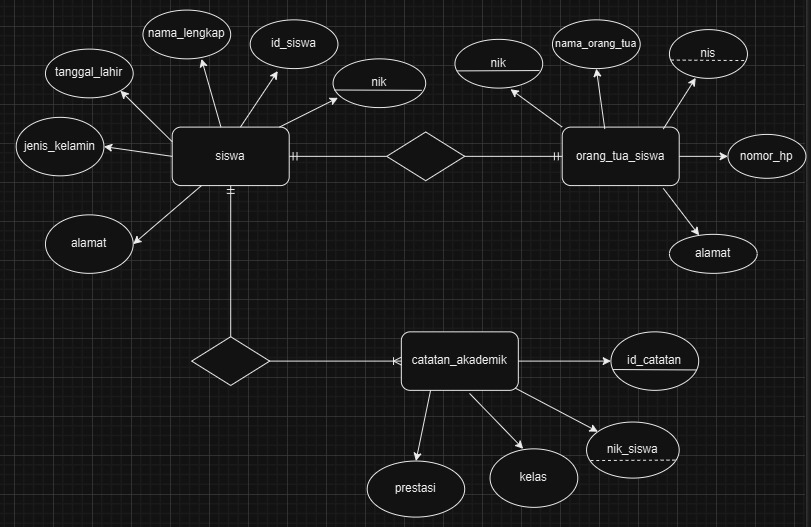 nama_lengkap
id_siswa
nama_orang_tua
nis
nik
tanggal_lahir
nik
jenis_kelamin
siswa
orang_tua_siswa
nomor_hp
alamat
alamat
catatan_akademik
id_catatan
nik_siswa
prestasi
kelas